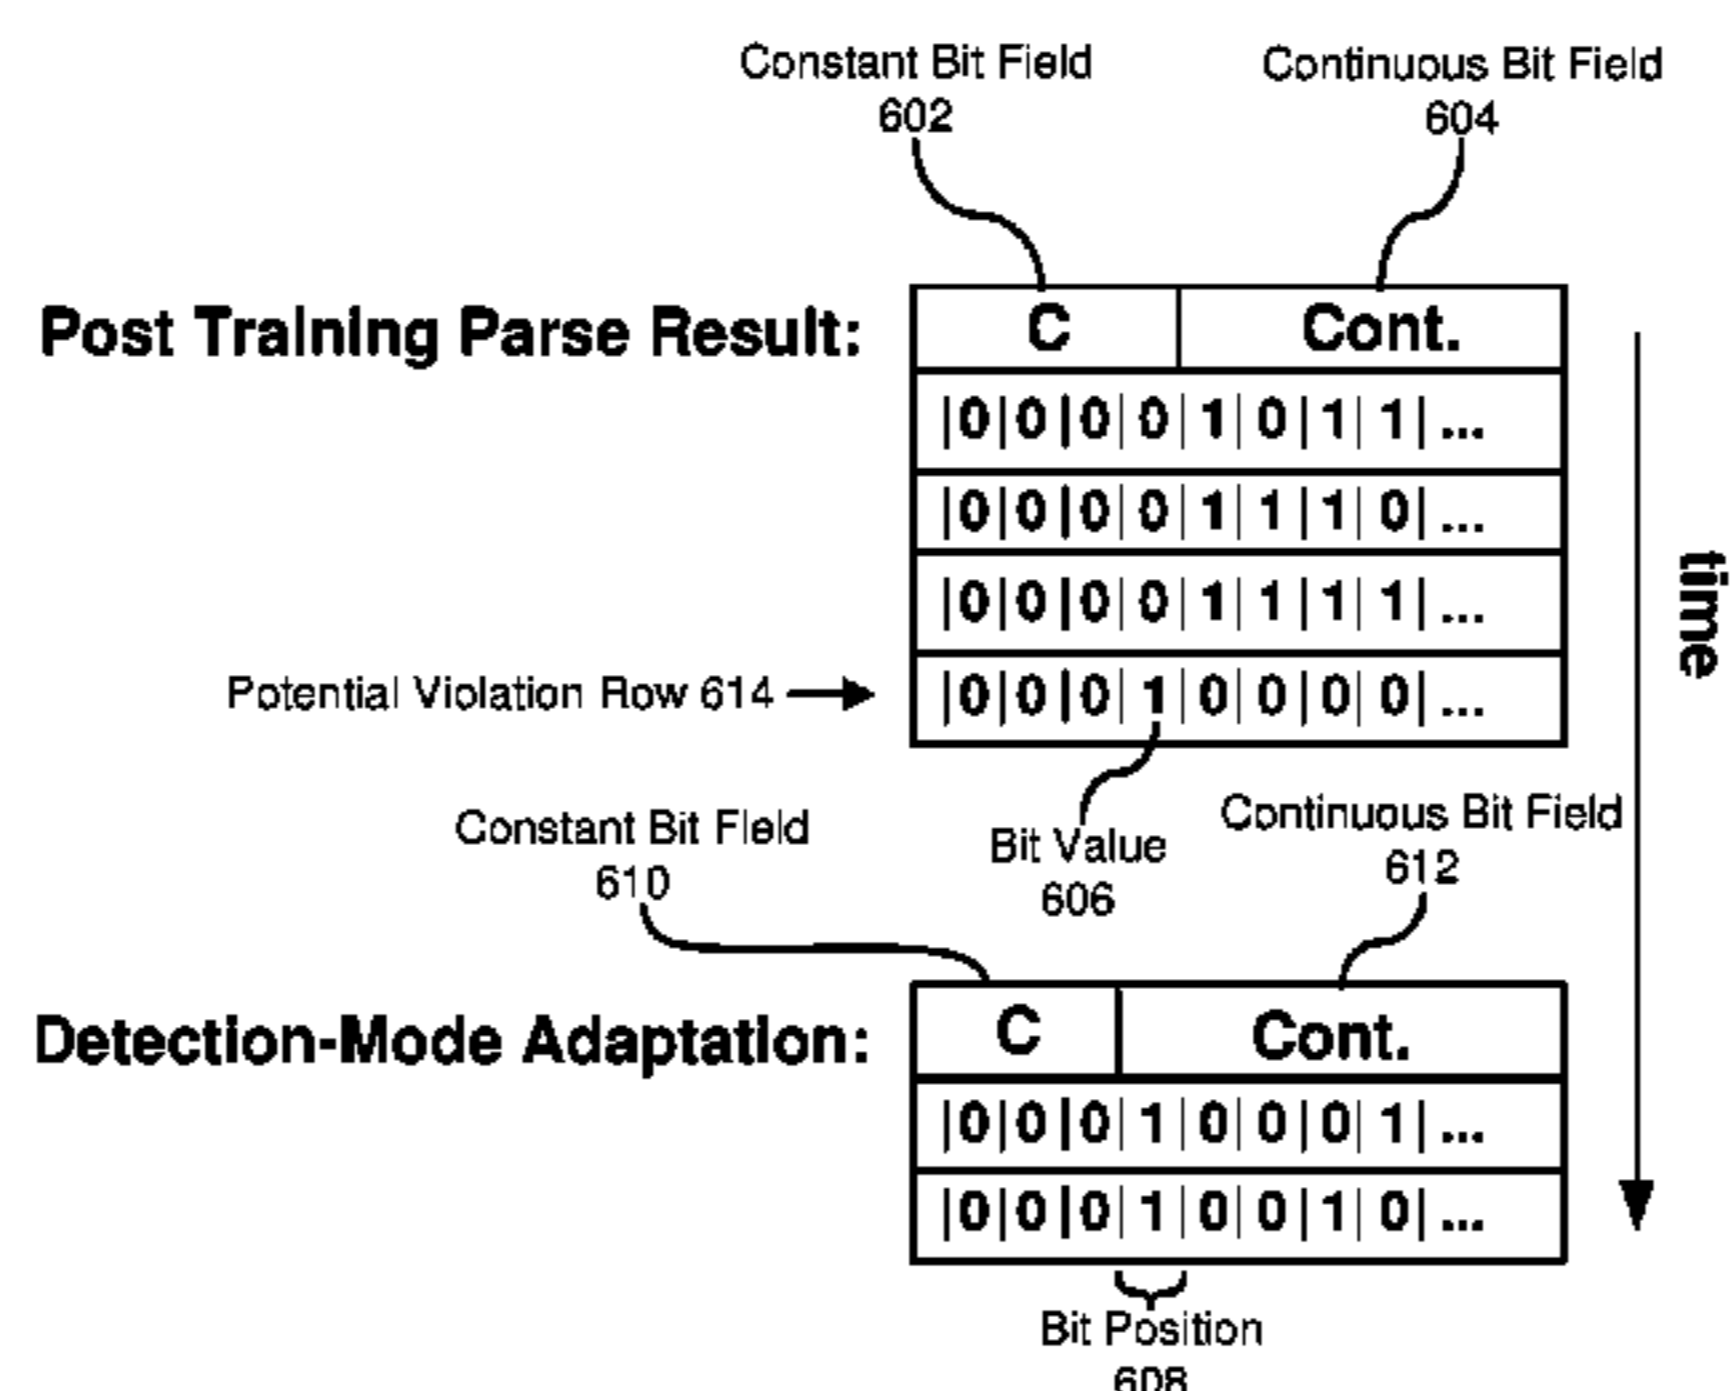 Constant Bit Field
602
Continuous Bit Field
604
Post Training Parse Result:
C
Cont.
|0|0|0|0|1|0|1|1|...
|0|0|0|0|1|1|1|0|...
|0|0|0|0|1|1|1|1|...
Potential Violation Row 614
|0|0|0|1|0|0|0|0|...
time
Bit Value
606
Constant Bit Field
610
Continuous Bit Field
612
Detection-Mode Adaptation:
C
Cont.
|0|0|0|1|0|0|0|1|...
|0|0|0|1|0|0|1|0|...
Bit Position
608